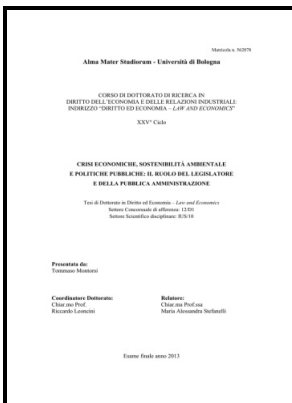 Matricola n. 562978
Alma Mater Studiorum - Università di Bologna
CORSO DI DOTTORATO DI RICERCA IN
DIRITTO DELL'ECONOMIA E DELLE RELAZIONI INDUSTRIALI:
INDIRIZZO "DIRITTO ED ECONOMIA – LAW AND ECONOMICS"
XXV° Ciclo
CRISI ECONOMICHE, SOSTENIBILITÀ AMBIENTALE
E POLITICHE PUBBLICHE: IL RUOLO DEL LEGISLATORE
E DELLA PUBBLICA AMMINISTRAZIONE
Tesi di Dottorato in Diritto ed Economia – Law and Economics
Settore Concorsuale di afferenza: 12/D1
Settore Scientifico disciplinare: IUS/10
Presentata da:
Tommaso Montorsi
Coordinatore Dottorato:
Chiar.mo Prof.
Riccardo Leoncini
Relatore:
Chiar.ma Prof.ssa
Maria Alessandra Stefanelli
Esame finale anno 2013